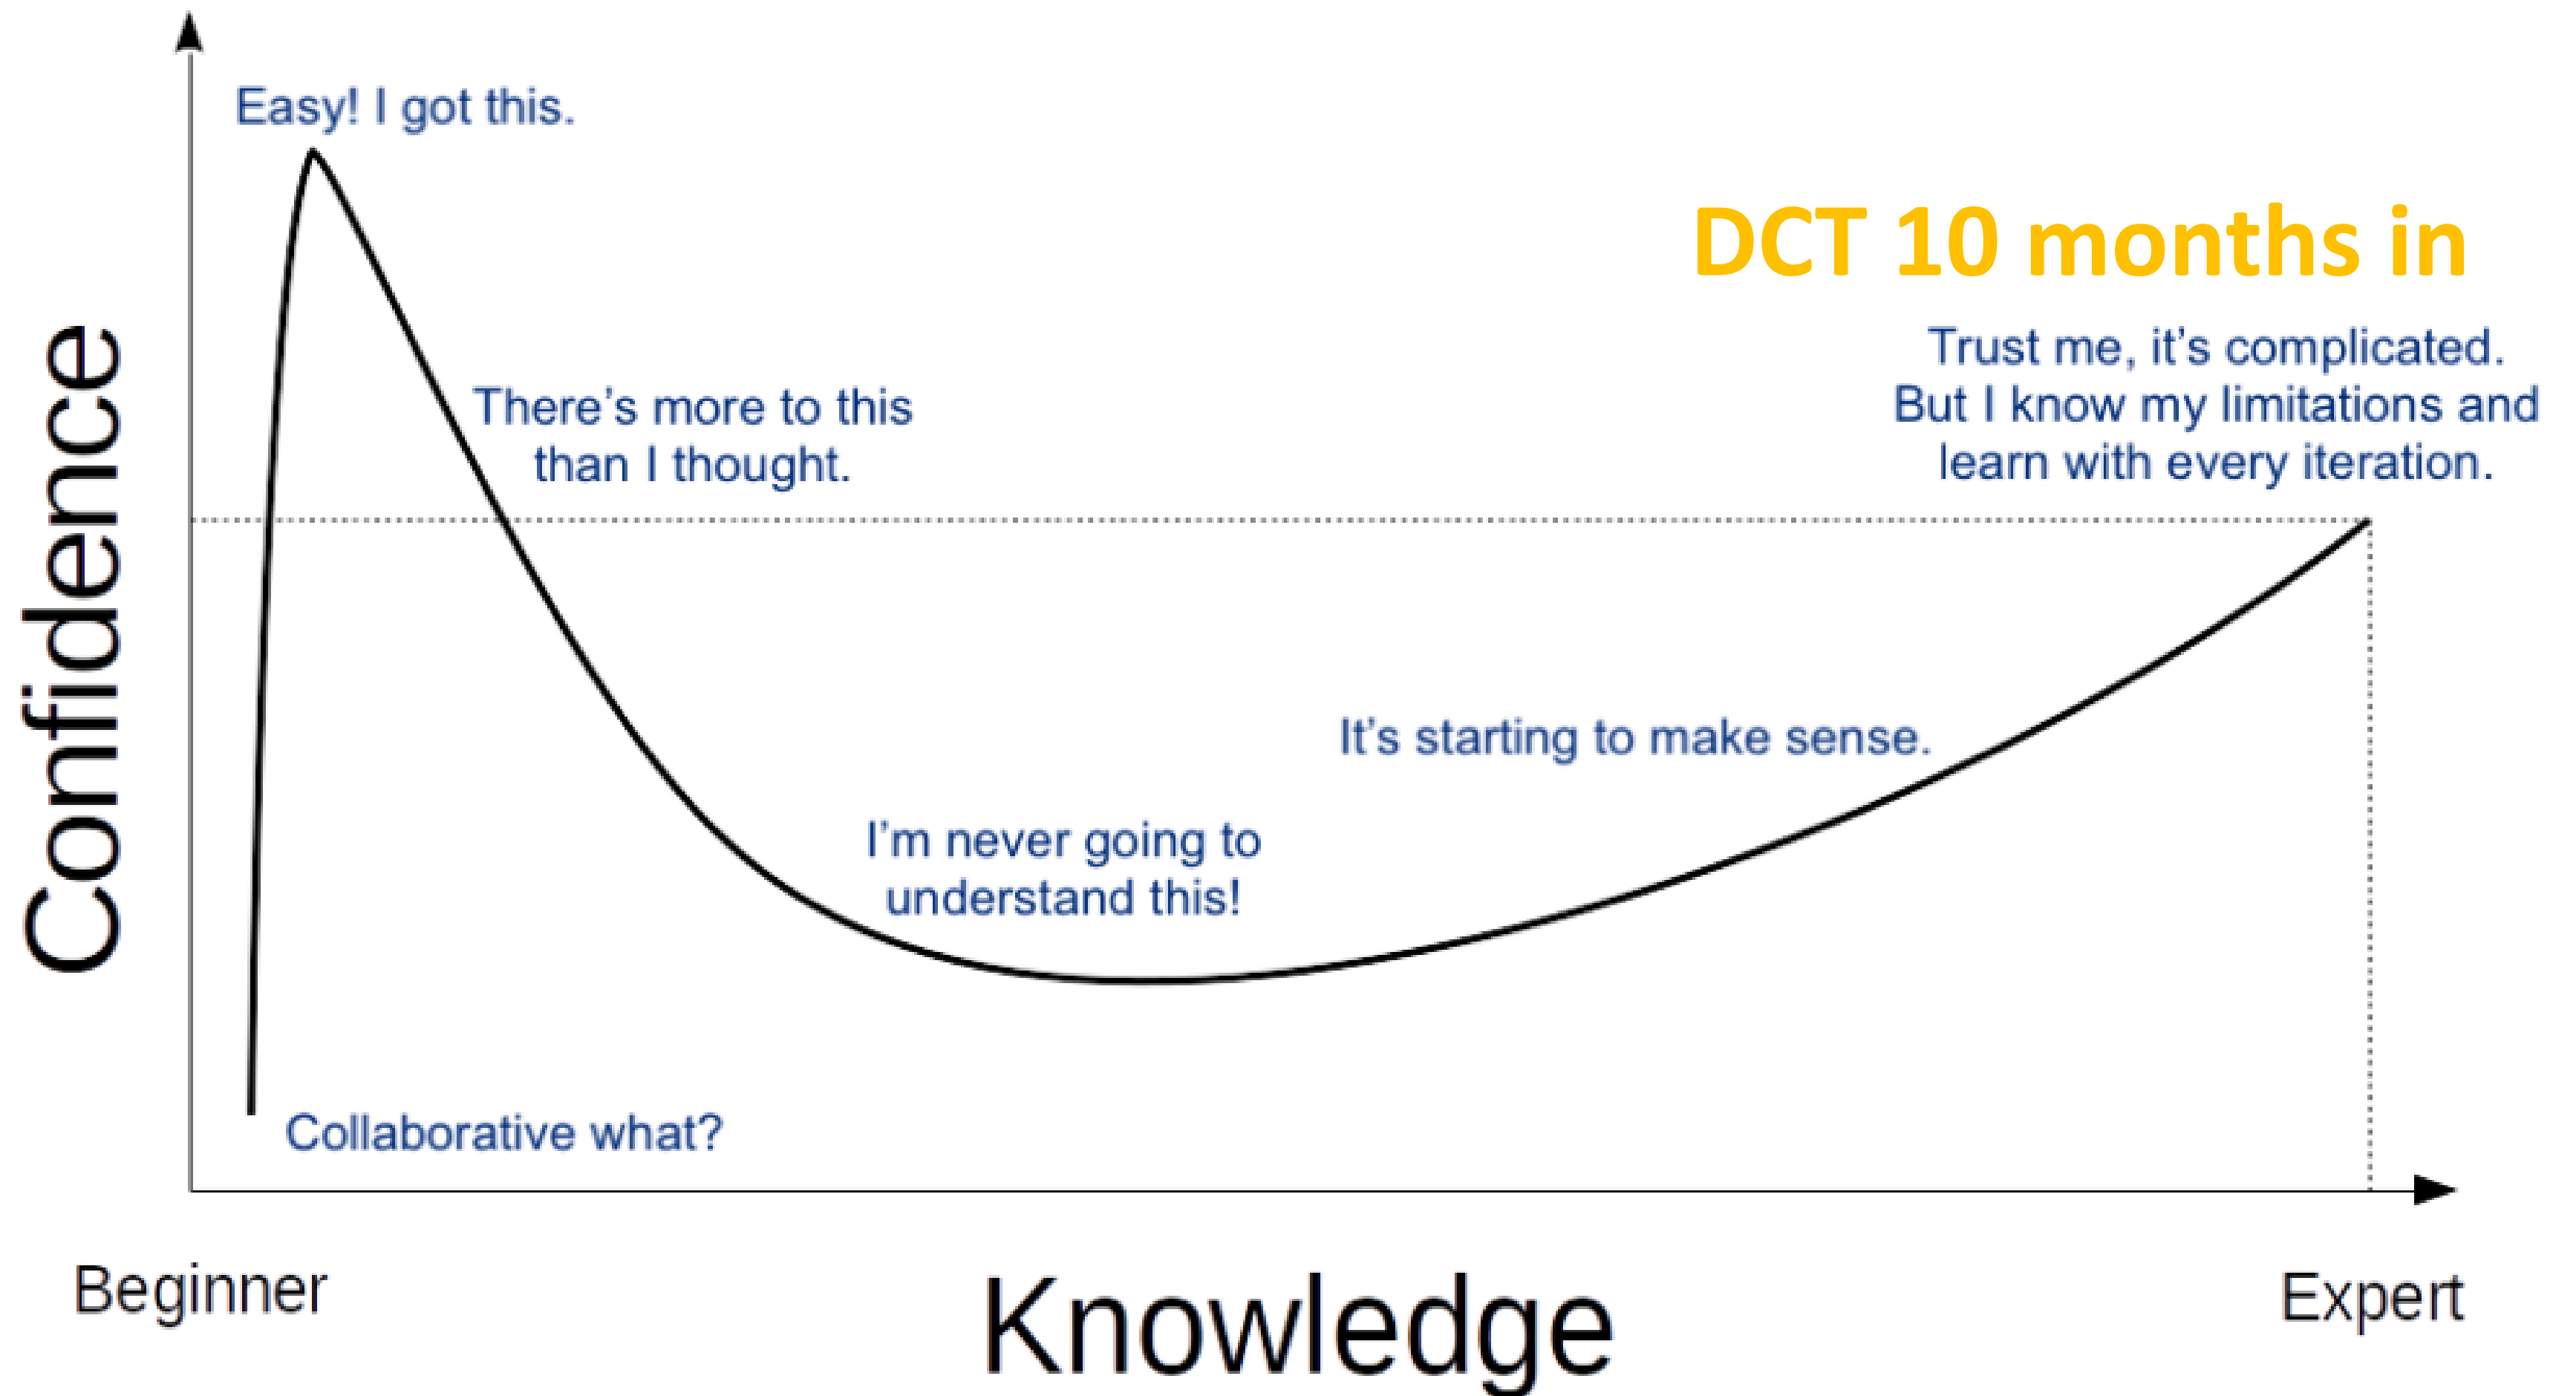 Easy! I got this.
DCT 10 months in
Trust me, it's complicated.
But I know my limitations and
learn with every iteration.
There's more to this
than I thought.
Confidence
It's starting to make sense.
I'm never going to
understand this!
Collaborative what?
Beginner
Knowledge
Expert